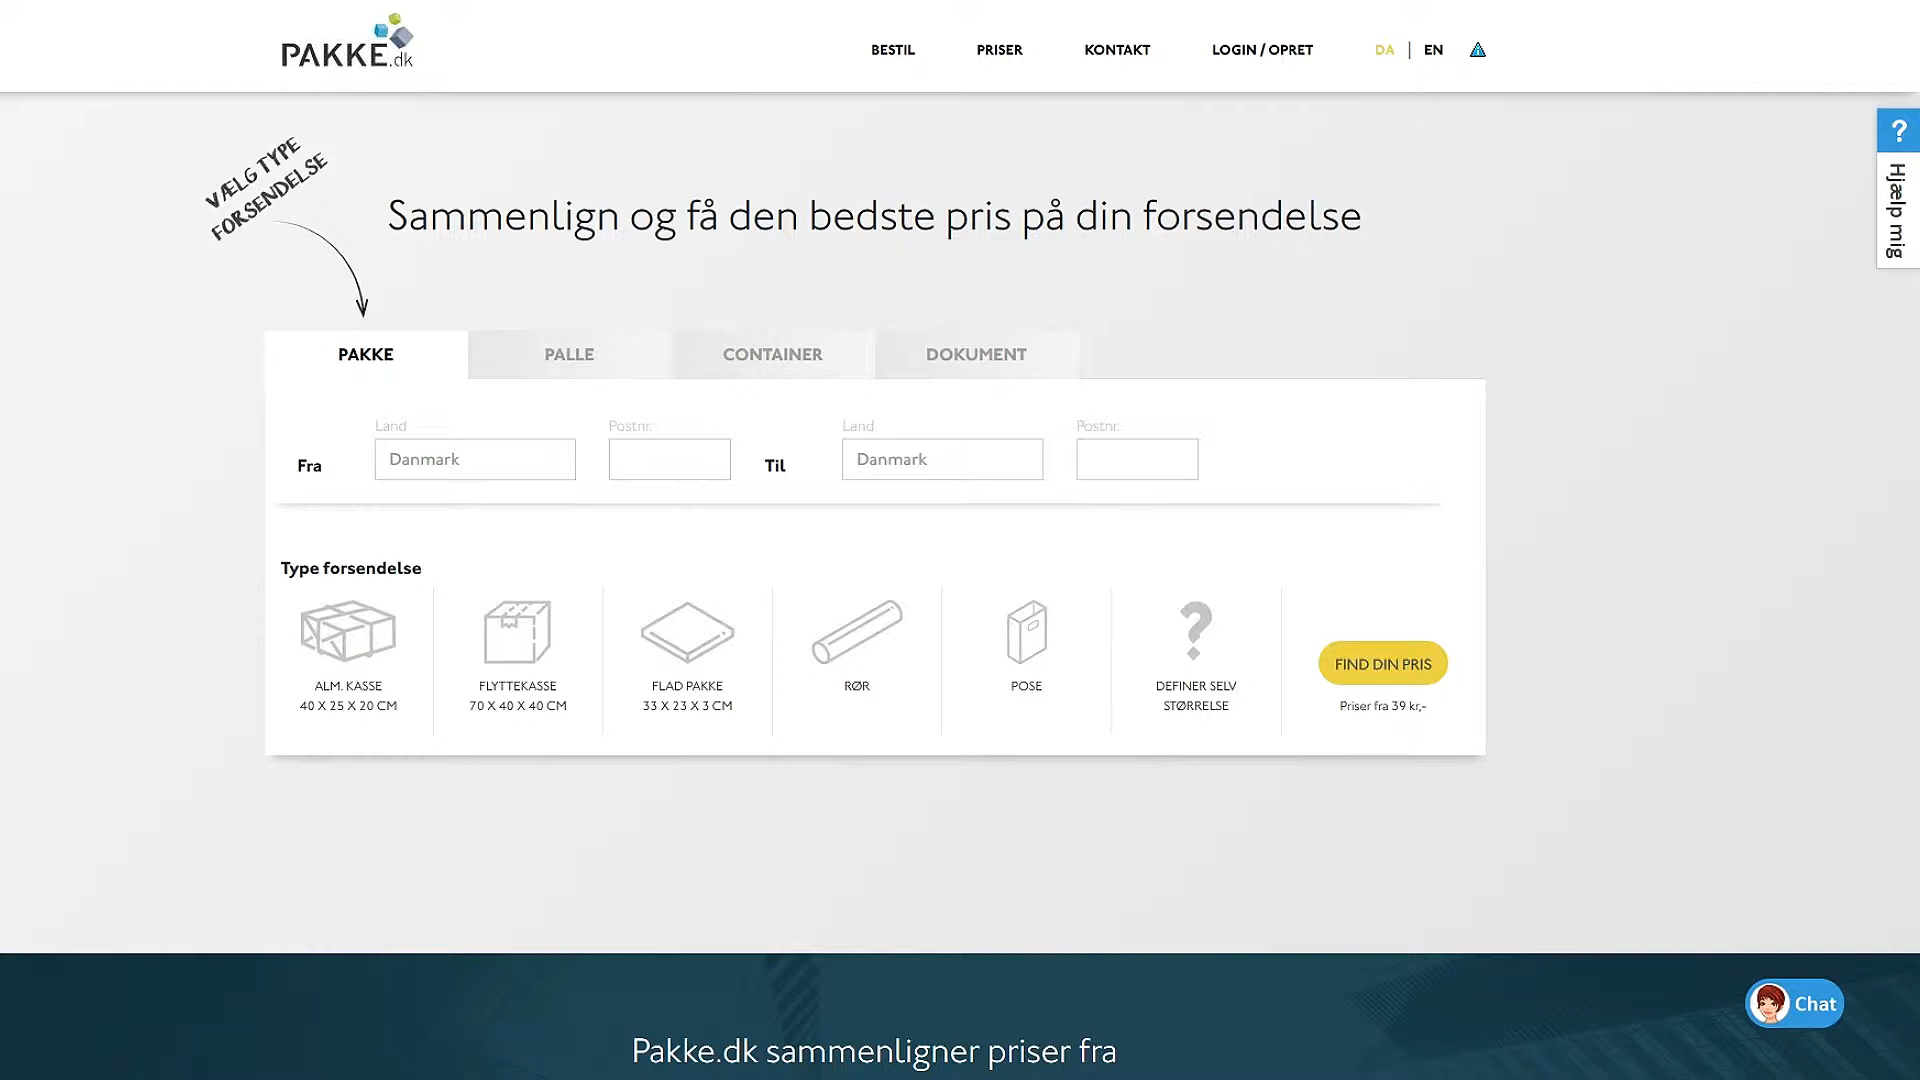 PAKKE.dk
BESTIL
PRISER
KONTAKT
LOGIN / OPRET
DA | EN
?
Hjælp mig
VÆLG TYPE
FORSENDELSE
Sammenlign og få den bedste pris på din forsendelse
PAKKE
PALLE
CONTAINER
DOKUMENT
Land
Postnr.
Land
Postnr.
Fra
Danmark
Til
Danmark
Type forsendelse
ALM. KASSE
40 X 25 X 20 CM
FLYTTEKASSE
70 X 40 X 40 CM
FLAD PAKKE
33 X 23 X 3 CM
RØR
POSE
DEFINER SELV
STØRRELSE
FIND DIN PRIS
Priser fra 39 kr,-
Chat
Pakke.dk sammenligner priser fra